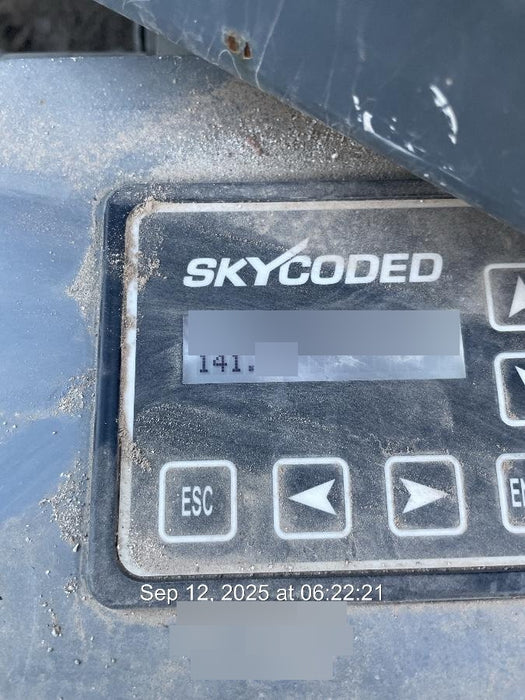 SKYCODED
141.
ESC
Sep 12, 2025 at 06:22:21